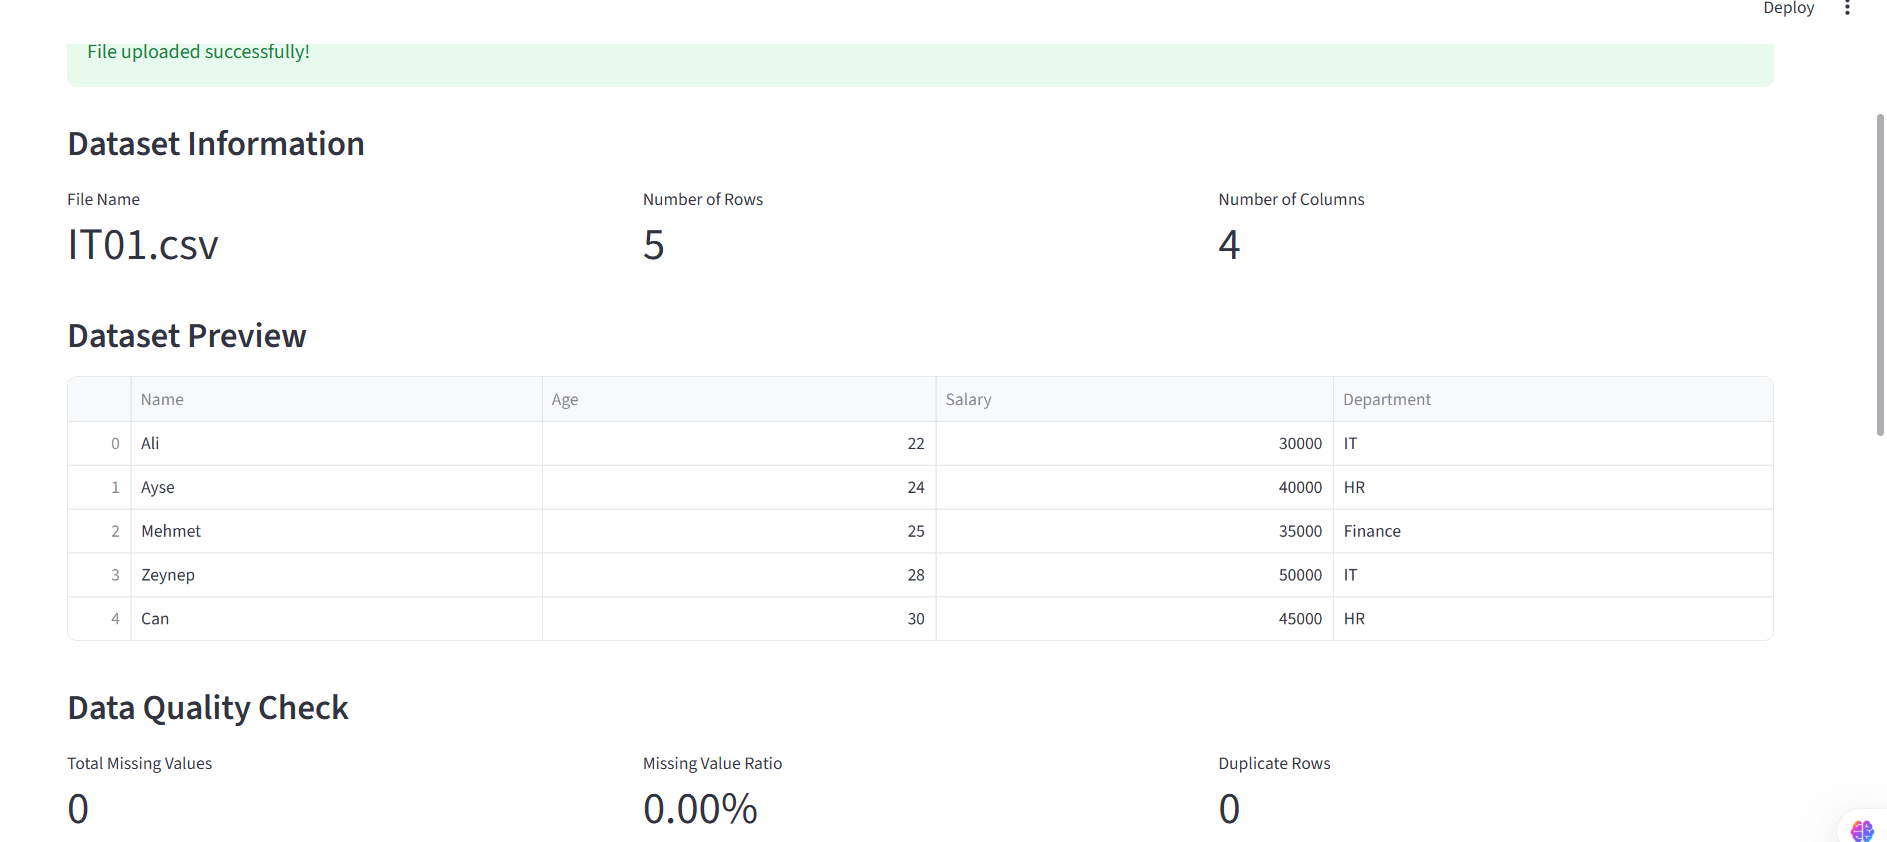 Deploy
File uploaded successfully!
Dataset Information
File Name Number of Rows Number of Columns
IT01.csv 5 4
Dataset Preview
Name Age Salary Department
0 Ali 22 30000 IT
1 Ayse 24 40000 HR
2 Mehmet 25 35000 Finance
3 Zeynep 28 50000 IT
4 Can 30 45000 HR
Data Quality Check
Total Missing Values Missing Value Ratio Duplicate Rows
0 0.00% 0